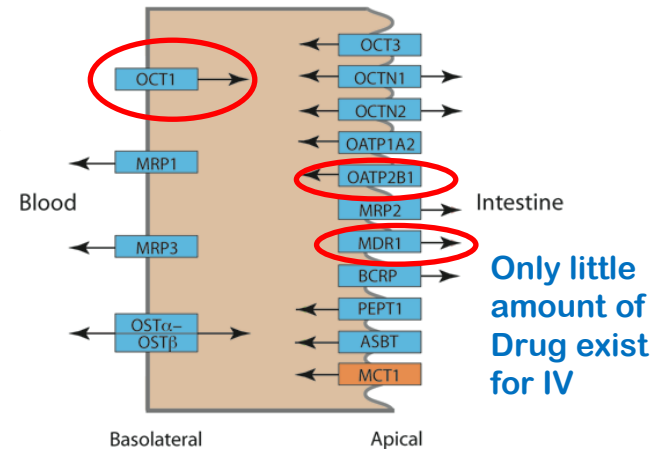 OCT3
OCT1
OCTN1
OCTN2
OATP1A2
MRP1
OATP2B1
Blood
MRP2
Intestine
MRP3
MDR1
BCRP
Only little
amount of
Drug exist
for IV
PEPT1
OSTα–
OSTβ
ASBT
MCT1
Basolateral
Apical